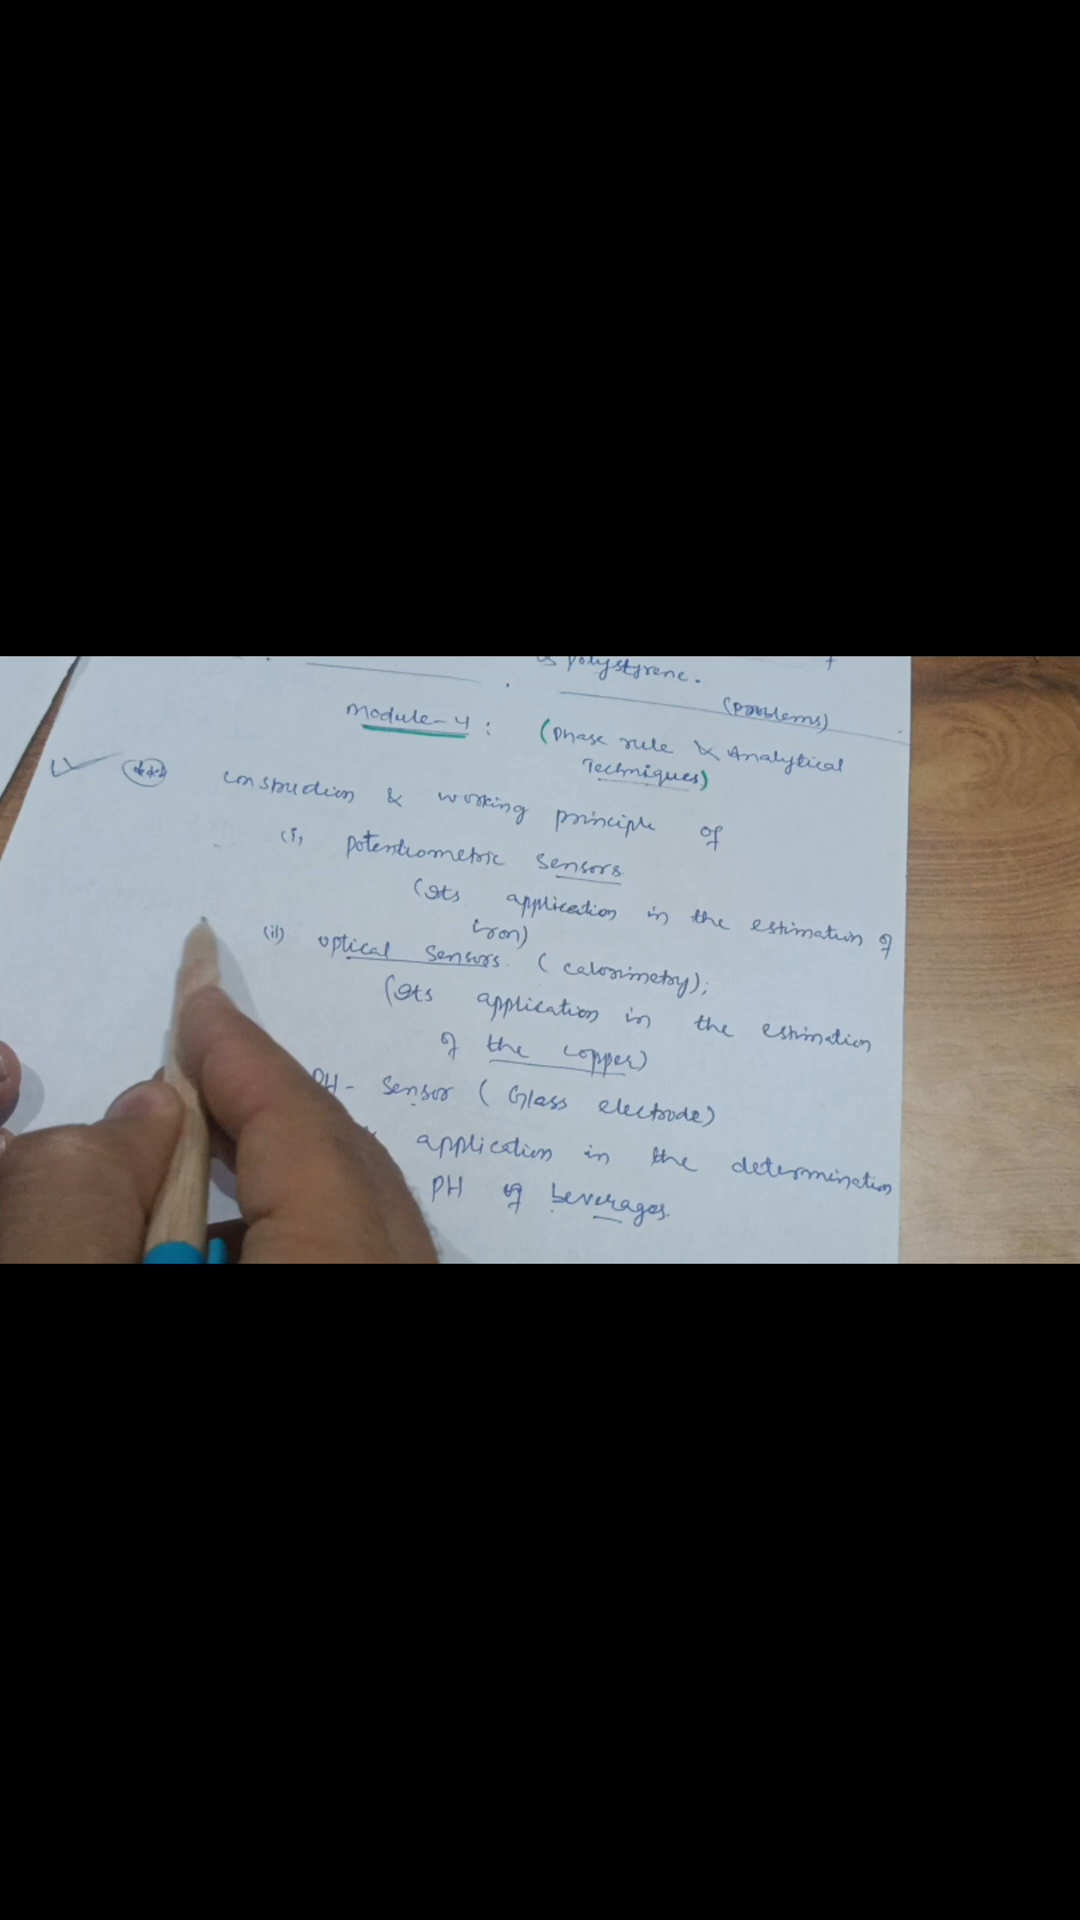 polystyrene.
(problems)
Module-4 : (Phase rule & Analytical
Techniques)
Construction & working principle of
(i) potentiometric sensors
(Its application in the estimation of
iron)
(ii) optical sensors. (calorimetry);
(Its application in the estimation
of the copper)
PH- sensor (Glass electrode)
application in the determination
PH of beverages.